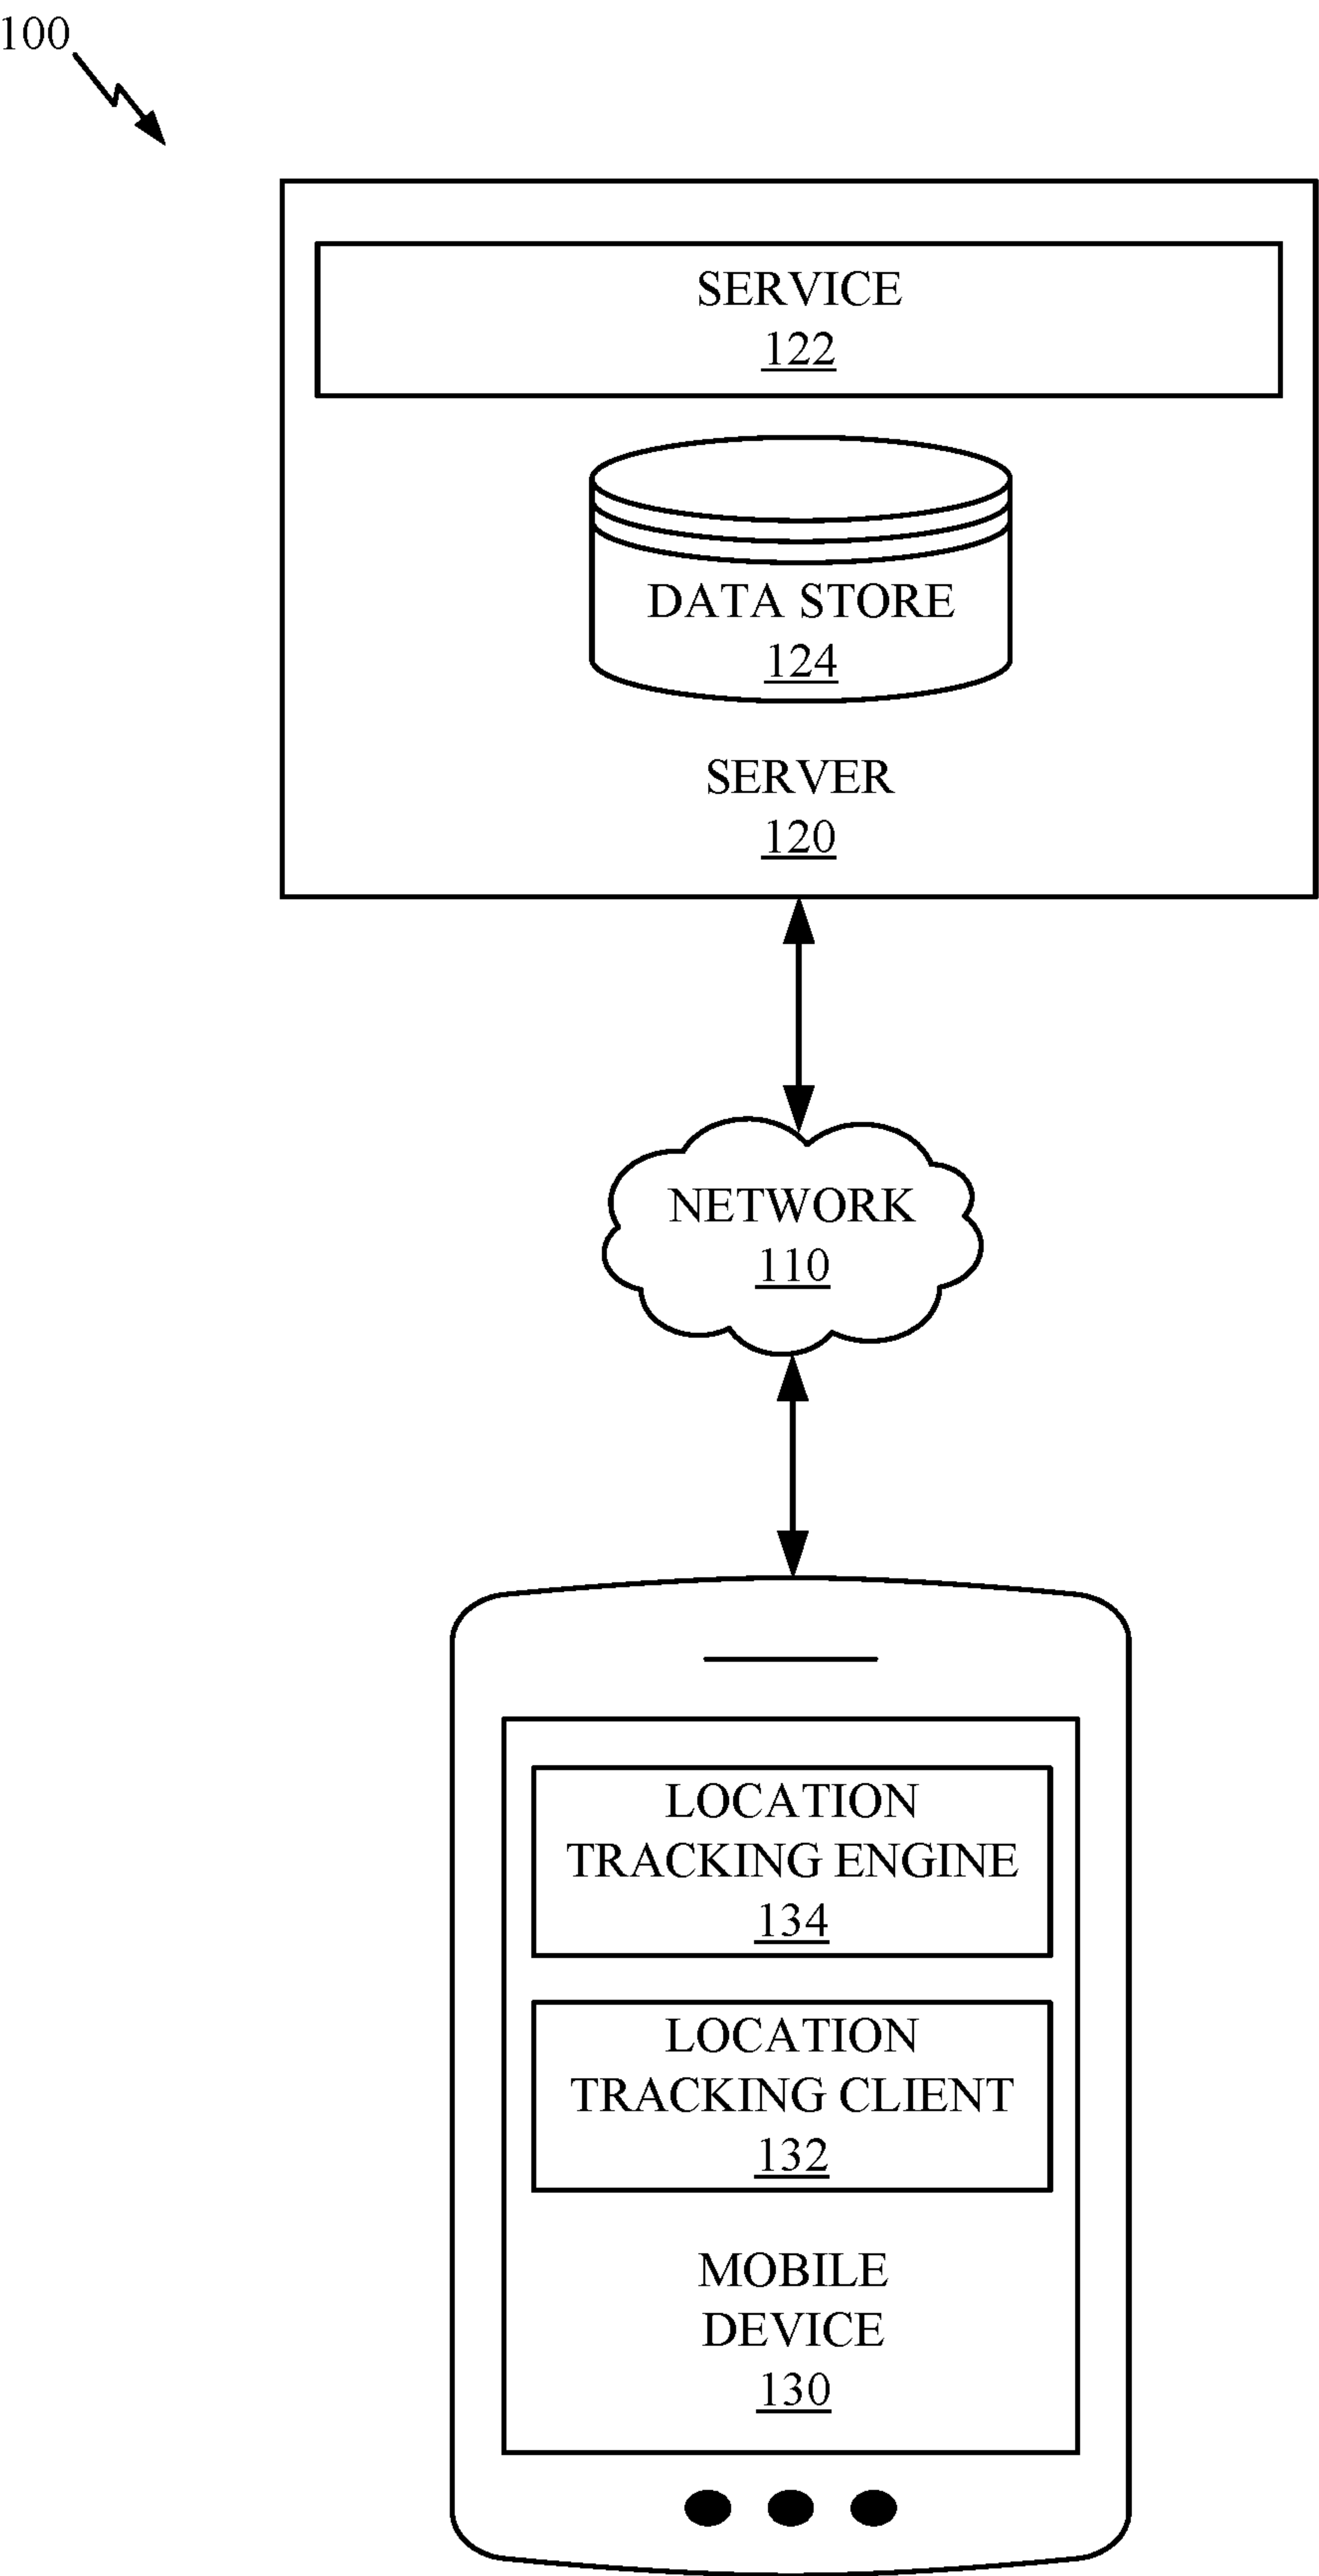 100
SERVICE
122
DATA STORE
124
SERVER
120
NETWORK
110
LOCATION
TRACKING ENGINE
134
LOCATION
TRACKING CLIENT
132
MOBILE
DEVICE
130